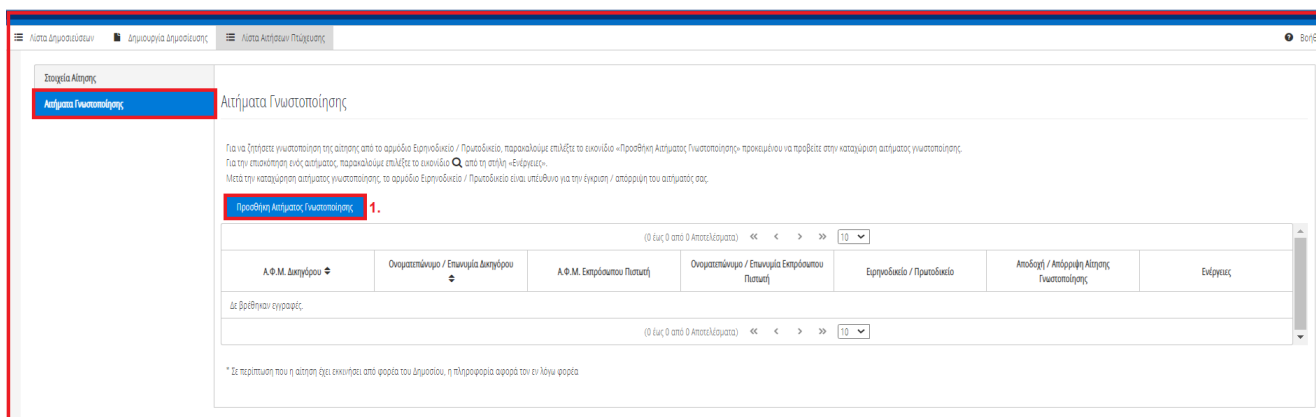 Λίστα Δημοσιεύσεων Δημιουργία Δημοσίευσης Λίστα Αιτήσεων Πτώχευσης Βοήθ
Στοιχεία Αίτησης
Αιτήματα Γνωστοποίησης
Αιτήματα Γνωστοποίησης
Για να ζητήσετε γνωστοποίηση της αίτησης από το αρμόδιο Ειρηνοδικείο / Πρωτοδικείο, παρακαλούμε επιλέξτε το εικονίδιο «Προσθήκη Αιτήματος Γνωστοποίησης» προκειμένου να προβείτε στην καταχώριση αιτήματος γνωστοποίησης.
Για την επισκόπηση ενός αιτήματος, παρακαλούμε επιλέξτε το εικονίδιο από τη στήλη «Ενέργειες».
Μετά την καταχώρηση αιτήματος γνωστοποίησης, το αρμόδιο Ειρηνοδικείο / Πρωτοδικείο είναι υπεύθυνο για την έγκριση / απόρριψη του αιτήματός σας.
Προσθήκη Αιτήματος Γνωστοποίησης 1.
(0 έως 0 από 0 Αποτελέσματα) 10
Α.Φ.Μ. Δικηγόρου
Ονοματεπώνυμο / Επωνυμία Δικηγόρου
Α.Φ.Μ. Εκπρόσωπου Πιστωτή
Ονοματεπώνυμο / Επωνυμία Εκπρόσωπου
Πιστωτή
Ειρηνοδικείο / Πρωτοδικείο
Αποδοχή / Απόρριψη Αίτησης
Γνωστοποίησης
Ενέργειες
Δε βρέθηκαν εγγραφές.
(0 έως 0 από 0 Αποτελέσματα) 10
* Σε περίπτωση που η αίτηση έχει εκκινήσει από φορέα του Δημοσίου, η πληροφορία αφορά τον εν λόγω φορέα